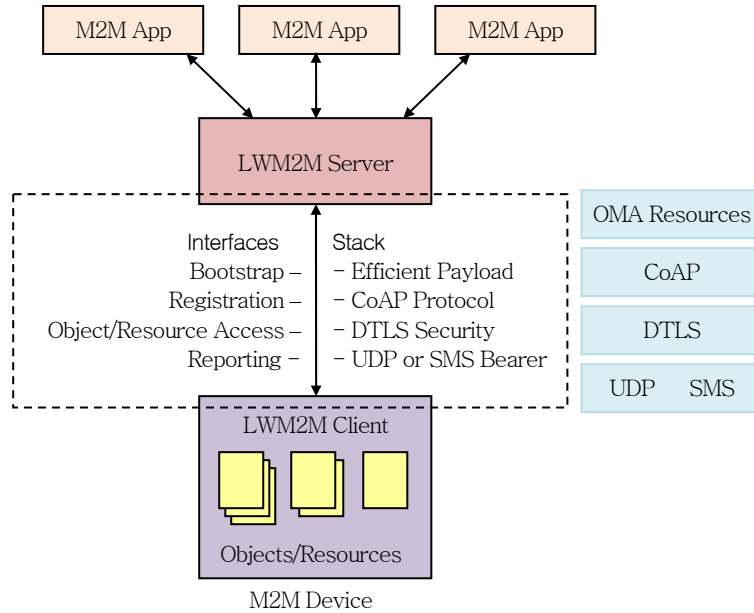 M2M App
M2M App
M2M App
LWM2M Server
Interfaces
Bootstrap –
Registration –
Object/Resource Access –
Reporting –
Stack
– Efficient Payload
– CoAP Protocol
– DTLS Security
– UDP or SMS Bearer
OMA Resources
CoAP
DTLS
UDP SMS
LWM2M Client
Objects/Resources
M2M Device